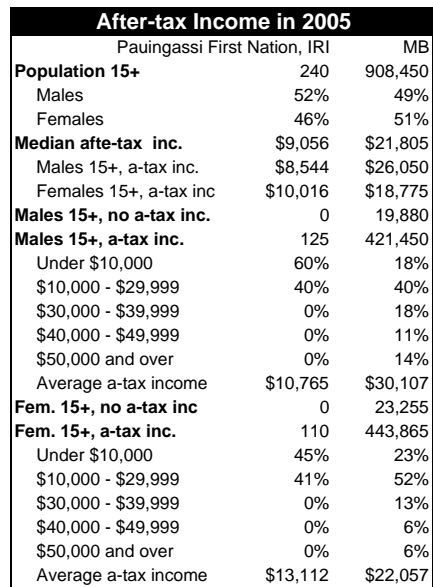 After-tax Income in 2005
Pauingassi First Nation, IRI MB
Population 15+ 240 908,450
Males 52% 49%
Females 46% 51%
Median afte-tax inc. $9,056 $21,805
Males 15+, a-tax inc. $8,544 $26,050
Females 15+, a-tax inc $10,016 $18,775
Males 15+, no a-tax inc. 0 19,880
Males 15+, a-tax inc. 125 421,450
Under $10,000 60% 18%
$10,000 - $29,999 40% 40%
$30,000 - $39,999 0% 18%
$40,000 - $49,999 0% 11%
$50,000 and over 0% 14%
Average a-tax income $10,765 $30,107
Fem. 15+, no a-tax inc 0 23,255
Fem. 15+, a-tax inc. 110 443,865
Under $10,000 45% 23%
$10,000 - $29,999 41% 52%
$30,000 - $39,999 0% 13%
$40,000 - $49,999 0% 6%
$50,000 and over 0% 6%
Average a-tax income $13,112 $22,057